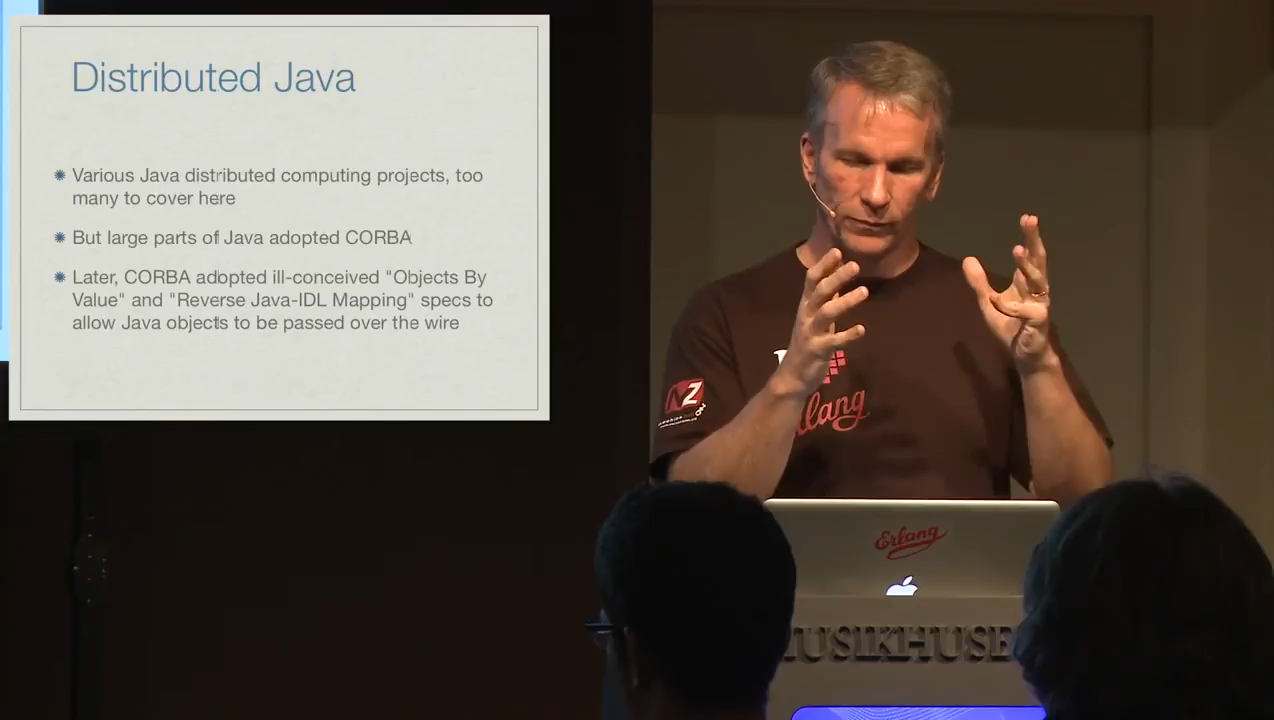 Distributed Java
Various Java distributed computing projects, too
many to cover here
But large parts of Java adopted CORBA
Later, CORBA adopted ill-conceived "Objects By
Value" and "Reverse Java-IDL Mapping" specs to
allow Java objects to be passed over the wire
Erlang
MUSIKHUSE